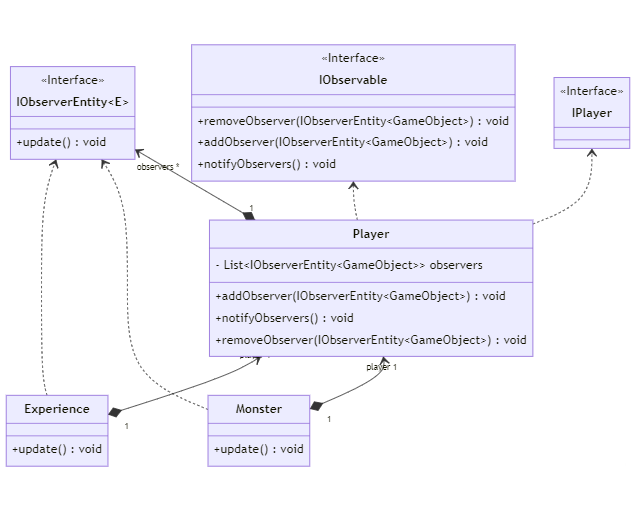 «Interface»
IObserverEntity<E>
+update() : void
«Interface»
IObservable
+removeObserver(IObserverEntity<GameObject>) : void
+addObserver(IObserverEntity<GameObject>) : void
+notifyObservers() : void
«Interface»
IPlayer
observers *
1
Player
- List<IObserverEntity<GameObject>> observers
+addObserver(IObserverEntity<GameObject>) : void
+notifyObservers() : void
+removeObserver(IObserverEntity<GameObject>) : void
player 1
Experience
+update() : void
1
Monster
+update() : void
1